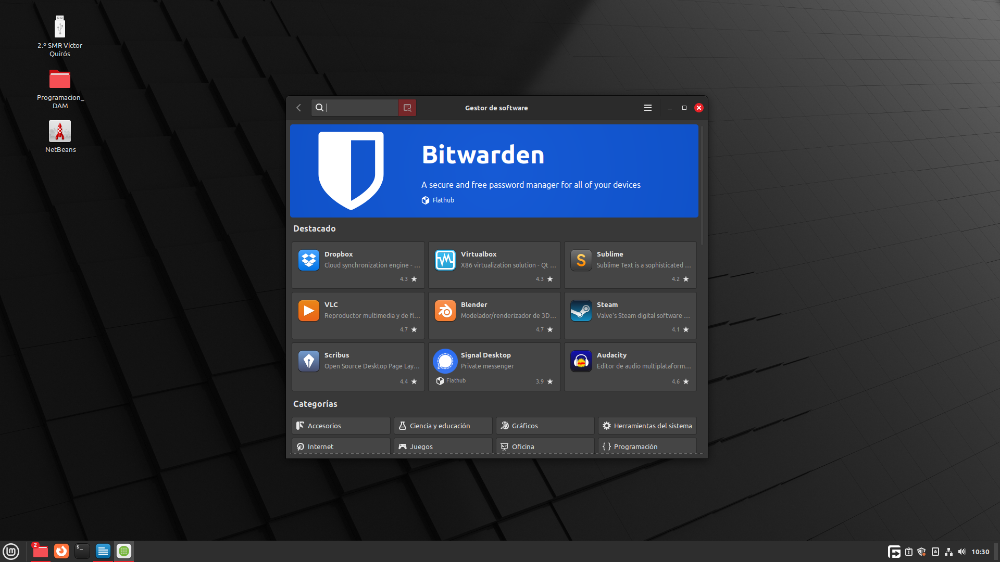 2.º SMR Víctor
Quirós
Programacion_
DAM
NetBeans
Gestor de software
Bitwarden
A secure and free password manager for all of your devices
Flathub
Destacado
Dropbox
Cloud synchronization engine - ...
4.3
Virtualbox
X86 virtualization solution - Qt ...
4.3
Sublime
Sublime Text is a sophisticated ...
4.2
VLC
Reproductor multimedia y de fl...
4.7
Blender
Modelador/renderizador de 3D...
4.7
Steam
Valve's Steam digital software ...
4.1
Scribus
Open Source Desktop Page Lay...
4.4
Signal Desktop
Private messenger
Flathub
3.9
Audacity
Editor de audio multiplataform...
4.6
Categorías
Accesorios
Ciencia y educación
Gráficos
Herramientas del sistema
Internet
Juegos
Oficina
Programación
2
10:30